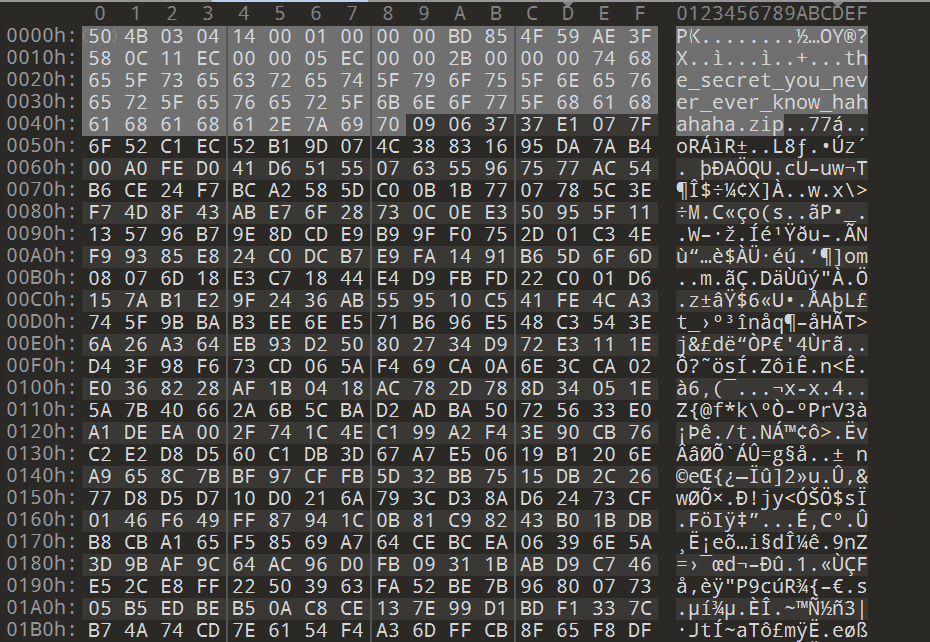 0 1 2 3 4 5 6 7 8 9 A B C D E F 0123456789ABCDEF
0000h: 50 4B 03 04 14 00 01 00 00 00 BD 85 4F 59 AE 3F PK........½…OY®?
0010h: 58 0C 11 EC 00 00 05 EC 00 00 2B 00 00 00 74 68 X..ì...ì..+...th
0020h: 65 5F 73 65 63 72 65 74 5F 79 6F 75 5F 6E 65 76 e_secret_you_nev
0030h: 65 72 5F 65 76 65 72 5F 6B 6E 6F 77 5F 68 61 68 er_ever_know_hah
0040h: 61 68 61 68 61 2E 7A 69 70 09 06 37 37 E1 07 7F ahaha.zip..77á..
0050h: 6F 52 C1 EC 52 B1 9D 07 4C 38 83 16 95 DA 7A B4 oRÁìR±..L8ƒ.•Úz´
0060h: 00 A0 FE D0 41 D6 51 55 07 63 55 96 75 77 AC 54 . þÐAÖQU.cU–uw¬T
0070h: B6 CE 24 F7 BC A2 58 5D C0 0B 1B 77 07 78 5C 3E ¶Î$÷¼¢X]À..w.x\>
0080h: F7 4D 8F 43 AB E7 6F 28 73 0C 0E E3 50 95 5F 11 ÷M.C«ço(s..ãP•_.
0090h: 13 57 96 B7 9E 8D CD E9 B9 9F F0 75 2D 01 C3 4E .W–·ž.Íé¹Ÿðu-.ÃN
00A0h: F9 93 85 E8 24 C0 DC B7 E9 FA 14 91 B6 5D 6F 6D ù“…è$ÀÜ·éú.‘¶]om
00B0h: 08 07 6D 18 E3 C7 18 44 E4 D9 FB FD 22 C0 01 D6 ..m.ãÇ.DäÙûý"À.Ö
00C0h: 15 7A B1 E2 9F 24 36 AB 55 95 10 C5 41 FE 4C A3 .z±âŸ$6«U•.ÅAþL£
00D0h: 74 5F 9B BA B3 EE 6E E5 71 B6 96 E5 48 C3 54 3E t_›º³înåq¶–åHÃT>
00E0h: 6A 26 A3 64 EB 93 D2 50 80 27 34 D9 72 E3 11 1E j&£dë“ÒP€'4Ùrã..
00F0h: D4 3F 98 F6 73 CD 06 5A F4 69 CA 0A 6E 3C CA 02 Ô?˜ösÍ.ZôiÊ.n<Ê.
0100h: E0 36 82 28 AF 1B 04 18 AC 78 2D 78 8D 34 05 1E à6‚(¯...¬x-x.4..
0110h: 5A 7B 40 66 2A 6B 5C BA D2 AD BA 50 72 56 33 E0 Z{@f*k\ºÒ-ºPrV3à
0120h: A1 DE EA 00 2F 74 1C 4E C1 99 A2 F4 3E 90 CB 76 ¡Þê./t.NÁ™¢ô>.Ëv
0130h: C2 E2 D8 D5 60 C1 DB 3D 67 A7 E5 06 19 B1 20 6E ÂâØÕ`ÁÛ=g§å..± n
0140h: A9 65 8C 7B BF 97 CF FB 5D 32 BB 75 15 DB 2C 26 ©eŒ{¿—Ïû]2»u.Û,&
0150h: 77 D8 D5 D7 10 D0 21 6A 79 3C D3 8A D6 24 73 CF wØÕ×.Ð!jy<ÓŠÖ$sÏ
0160h: 01 46 F6 49 FF 87 94 1C 0B 81 C9 82 43 B0 1B DB .FöIÿ‡”...É‚C°.Û
0170h: B8 CB A1 65 F5 85 69 A7 64 CE BC EA 06 39 6E 5A ¸Ë¡eõ…i§dÎ¼ê.9nZ
0180h: 3D 9B AF 9C 64 AC 96 D0 FB 09 31 1B AB D9 C7 46 =›¯œd¬–Ðû.1.«ÙÇF
0190h: E5 2C E8 FF 22 50 39 63 FA 52 BE 7B 96 80 07 73 å,èÿ"P9cúR¾{–€.s
01A0h: 05 B5 ED BE B5 0A C8 CE 13 7E 99 D1 BD F1 33 7C .µí¾µ.ÈÎ.~™Ñ½ñ3|
01B0h: B7 4A 74 CD 7E 61 54 F4 A3 6D FF CB 8F 65 F8 DF ·JtÍ~aTô£mÿË.eøß